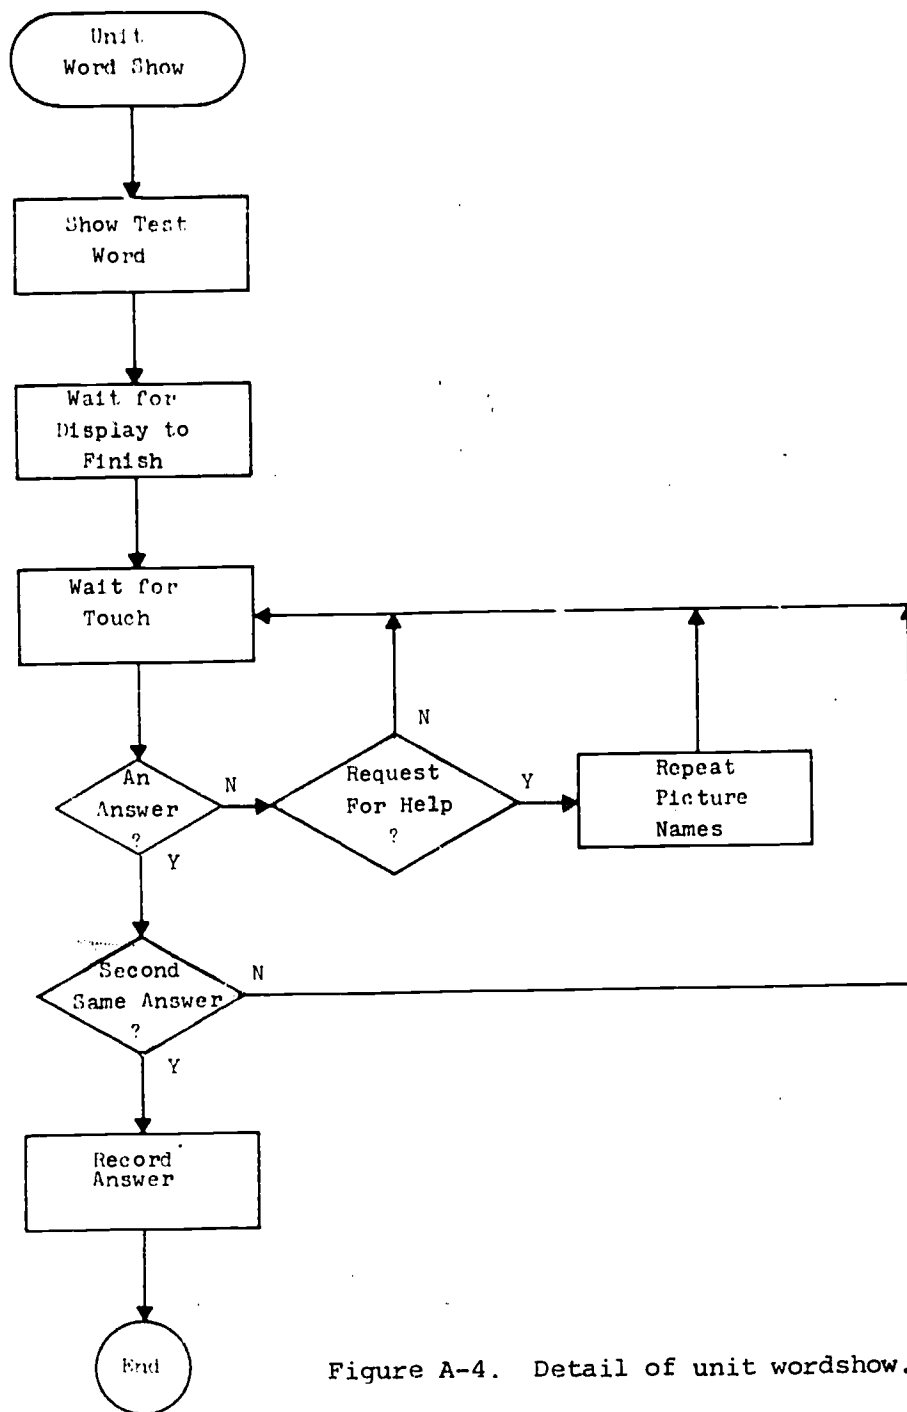 Unit
Word Show
Show Test
Word
Wait for
Display to
Finish
Wait for
Touch
An
Answer
?
N
Y
Request
For Help
?
N
Y
Repeat
Picture
Names
Second
Same Answer
?
N
Y
Record
Answer
End
Figure A-4. Detail of unit wordshow.